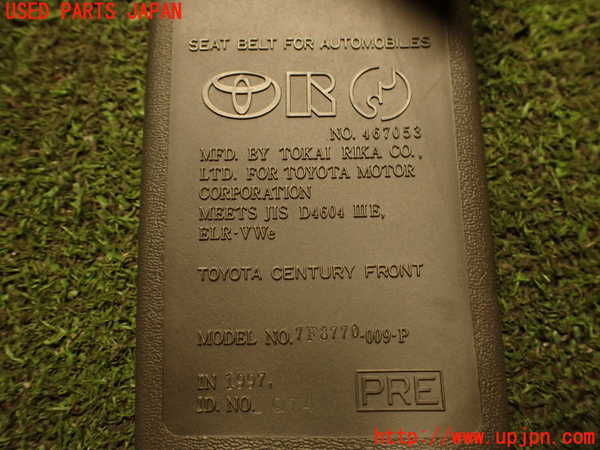 USED PARTS JAPAN
SEAT BELT FOR AUTOMOBILES
NO. 467053
MFD. BY TOKAI RIKA CO.,
LTD. FOR TOYOTA MOTOR
CORPORATION
MEETS JIS D4604 ⅢE,
ELR-VWe
TOYOTA CENTURY FRONT
MODEL NO. 7F3770-009-P
IN 1997.
ID. NO.
PRE
http://www.upjpn.com/